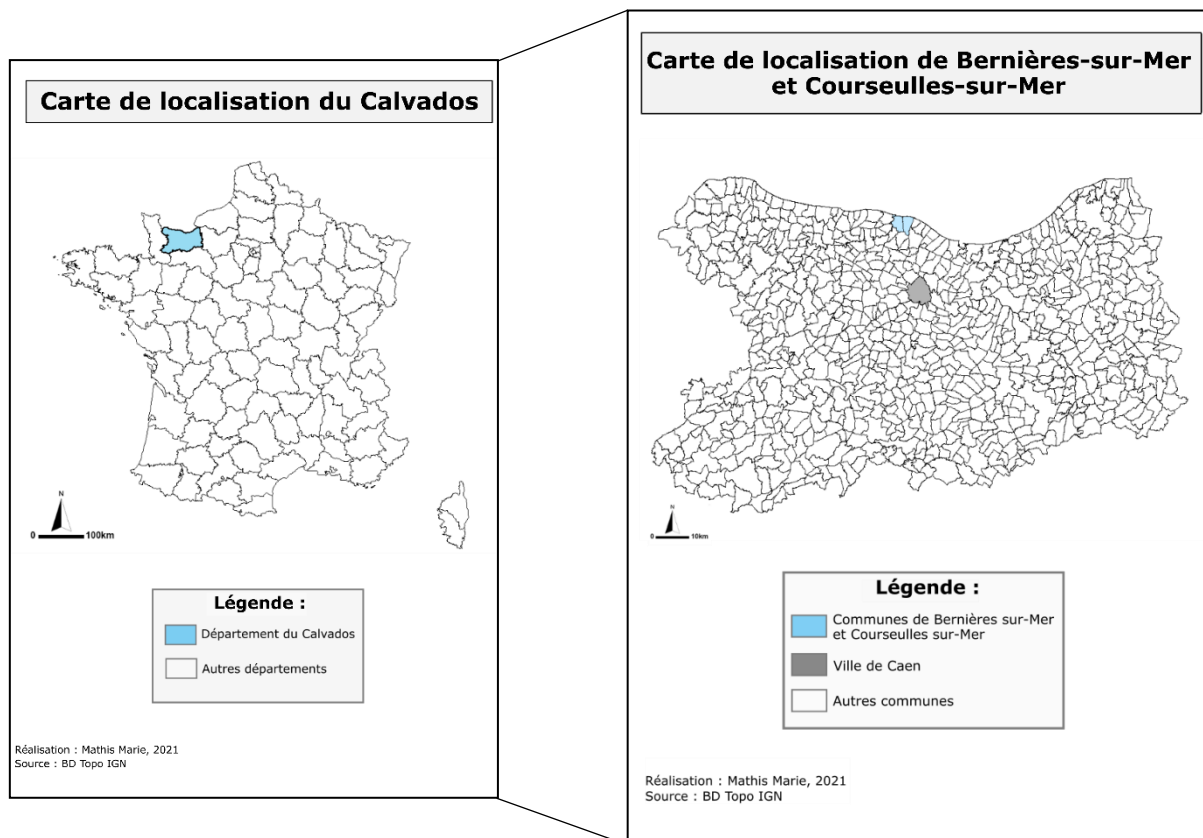 Carte de localisation du Calvados
N
0 100km
Légende :
Département du Calvados
Autres départements
Réalisation : Mathis Marie, 2021
Source : BD Topo IGN
Carte de localisation de Bernières-sur-Mer
et Courseulles-sur-Mer
N
0 10km
Légende :
Communes de Bernières sur-Mer
et Courseulles sur-Mer
Ville de Caen
Autres communes
Réalisation : Mathis Marie, 2021
Source : BD Topo IGN